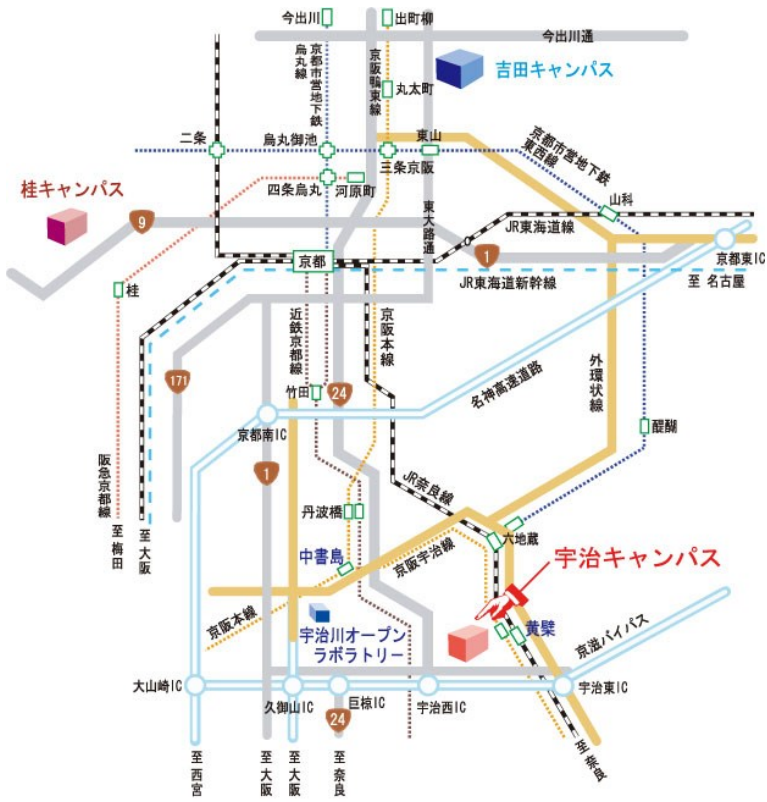 今出川
出町柳
今出川通
京都市営地下鉄
烏丸線
京阪鴨東線
吉田キャンパス
丸太町
二条
烏丸御池
東山
三条京阪
京都市営地下鉄
東西線
桂キャンパス
四条烏丸
河原町
山科
9
東大路通
JR東海道線
1
京都
京都東IC
至 名古屋
JR東海道新幹線
桂
近鉄京都線
京阪本線
外環状線
名神高速道路
171
竹田
24
京都南IC
醍醐
阪急京都線
1
JR奈良線
丹波橋
六地蔵
至梅田
至大阪
中書島
京阪宇治線
宇治キャンパス
京阪本線
宇治川オープン
ラボラトリー
黄檗
京滋バイパス
大山崎IC
久御山IC
巨椋IC
宇治西IC
宇治東IC
24
至西宮
至大阪
至大阪
至奈良
至奈良